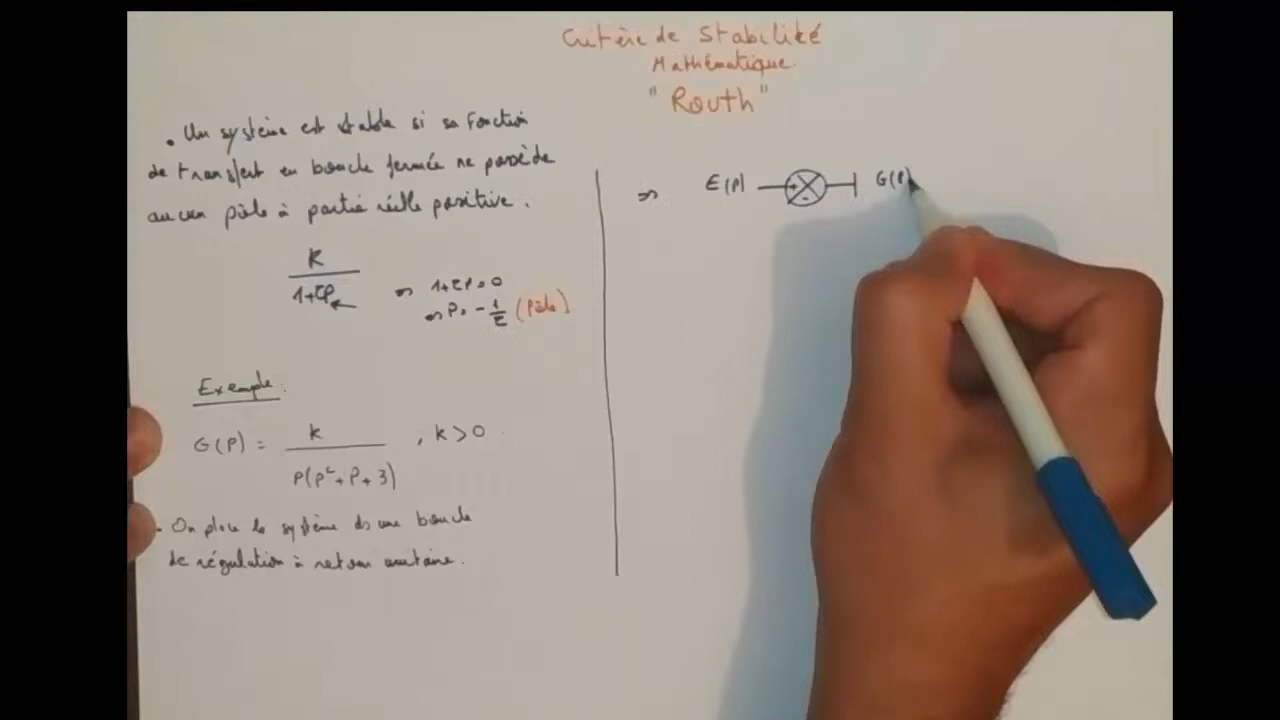 Critère de Stabilité
Mathématique
" Routh "
. Un système est stable si sa fonction
de transfert en boucle fermée ne possède
aucun pôle à partie réelle positive.
K
1+τp
⇒ 1+τp=0
⇒ p= - 1/τ (Pôle)
Exemple:
G(p) = k / p(p²+p+3) , k>0
. On place le système ds une boucle
de régulation à retour unitaire.
⇒ E(p) + - G(p)